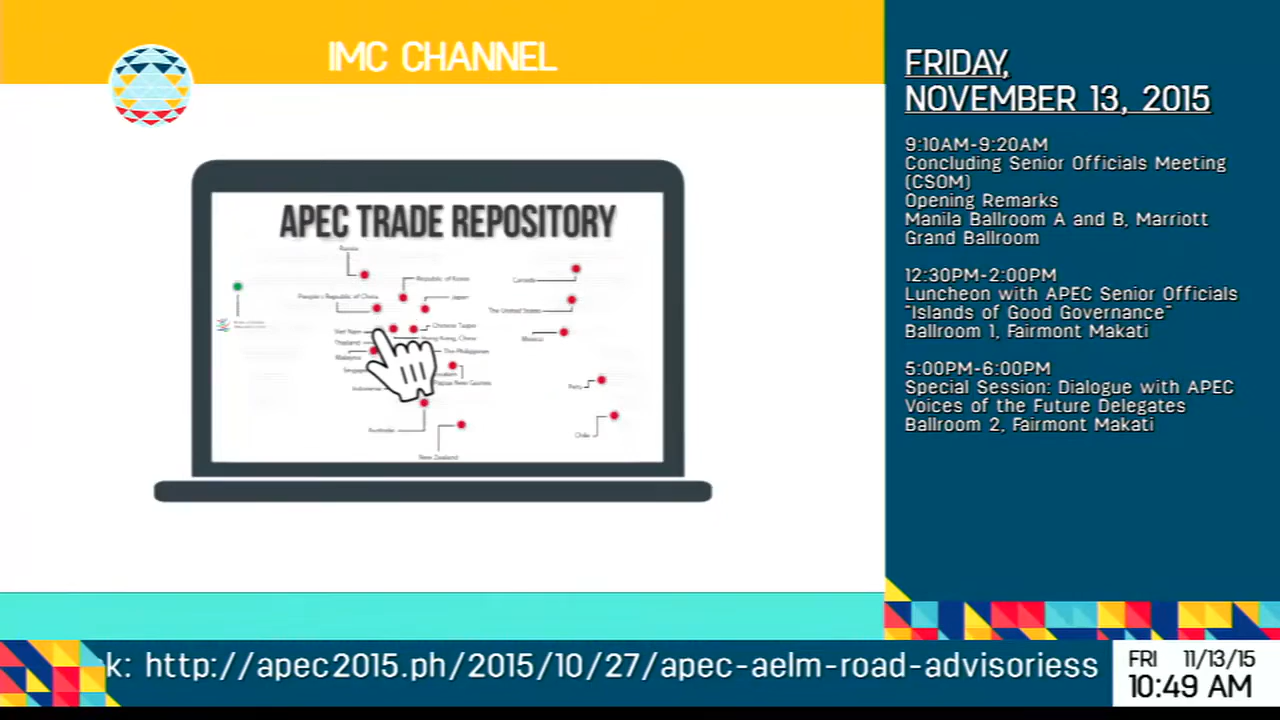 IMC CHANNEL
APEC TRADE REPOSITORY
Russia
Republic of Korea
Canada
People's Republic of China
Japan
The United States
Chinese Taipei
Viet Nam
Hong Kong, China
Mexico
Thailand
The Philippines
Malaysia
Papua New Guinea
Peru
Indonesia
Australia
Chile
New Zealand
FRIDAY,
NOVEMBER 13, 2015
9:10AM-9:20AM
Concluding Senior Officials Meeting
(CSOM)
Opening Remarks
Manila Ballroom A and B, Marriott
Grand Ballroom
12:30PM-2:00PM
Luncheon with APEC Senior Officials
"Islands of Good Governance"
Ballroom 1, Fairmont Makati
5:00PM-6:00PM
Special Session: Dialogue with APEC
Voices of the Future Delegates
Ballroom 2, Fairmont Makati
k: http://apec2015.ph/2015/10/27/apec-aelm-road-advisoriess
FRI 11/13/15
10:49 AM